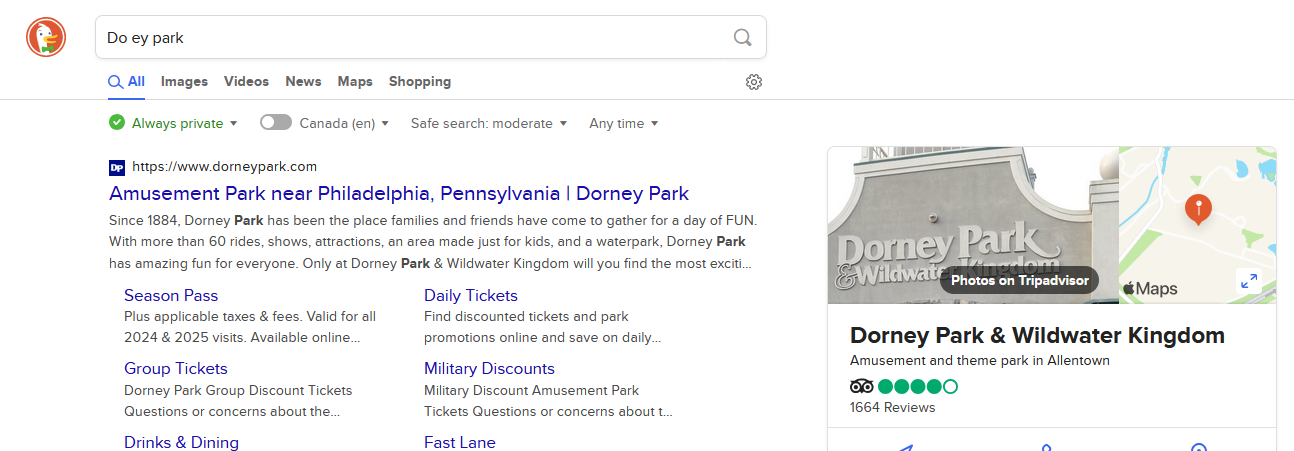 Do ey park
All Images Videos News Maps Shopping
Always private Canada (en) Safe search: moderate Any time
DP https://www.dorneypark.com
Amusement Park near Philadelphia, Pennsylvania | Dorney Park
Since 1884, Dorney Park has been the place families and friends have come to gather for a day of FUN.
With more than 60 rides, shows, attractions, an area made just for kids, and a waterpark, Dorney Park
has amazing fun for everyone. Only at Dorney Park & Wildwater Kingdom will you find the most exciti...
Season Pass
Plus applicable taxes & fees. Valid for all
2024 & 2025 visits. Available online...
Daily Tickets
Find discounted tickets and park
promotions online and save on daily...
Group Tickets
Dorney Park Group Discount Tickets
Questions or concerns about the...
Military Discounts
Military Discount Amusement Park
Tickets Questions or concerns about t...
Drinks & Dining
Fast Lane
Dorney Park
& Wildwater Kingdom
Photos on Tripadvisor
Maps
Dorney Park & Wildwater Kingdom
Amusement and theme park in Allentown
1664 Reviews